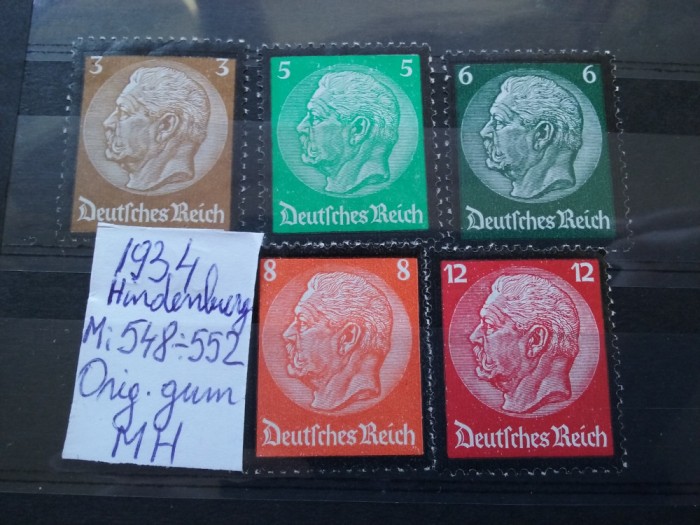 3 3
Deutſches Reich
5 5
Deutſches Reich
6 6
Deutſches Reich
1934
Hindenburg
Mi 548-552
Orig. gum
MH
8 8
Deutſches Reich
12 12
Deutſches Reich